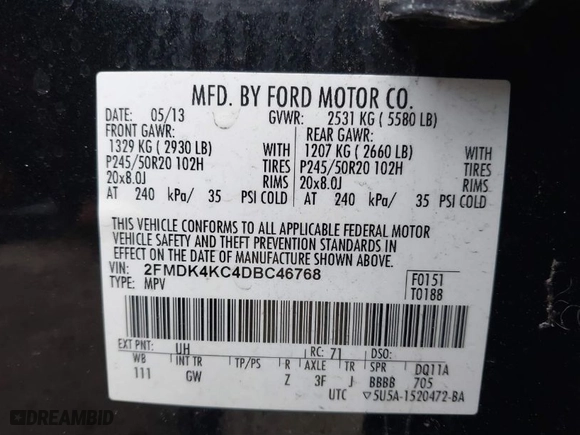 MFD. BY FORD MOTOR CO.
DATE: 05/13 GVWR: 2531 KG ( 5580 LB)
FRONT GAWR: REAR GAWR:
1329 KG ( 2930 LB) WITH 1207 KG ( 2660 LB) WITH
P245/50R20 102H TIRES P245/50R20 102H TIRES
20x8.0J RIMS 20x8.0J RIMS
AT 240 kPa/ 35 PSI COLD AT 240 kPa/ 35 PSI COLD
THIS VEHICLE CONFORMS TO ALL APPLICABLE FEDERAL MOTOR
VEHICLE SAFETY AND THEFT PREVENTION STANDARDS IN
EFFECT ON THE DATE OF MANUFACTURE SHOWN ABOVE.
VIN: 2FMDK4KC4DBC46768 F0151
TYPE: MPV T0188
EXT PNT: UH RC: 71 DSO:
WB INT TR TP/PS R AXLE TR SPR DQ11A
111 GW Z 3F J BBBB 705
UTC ▽5U5A-1520472-BA
DREAMBID